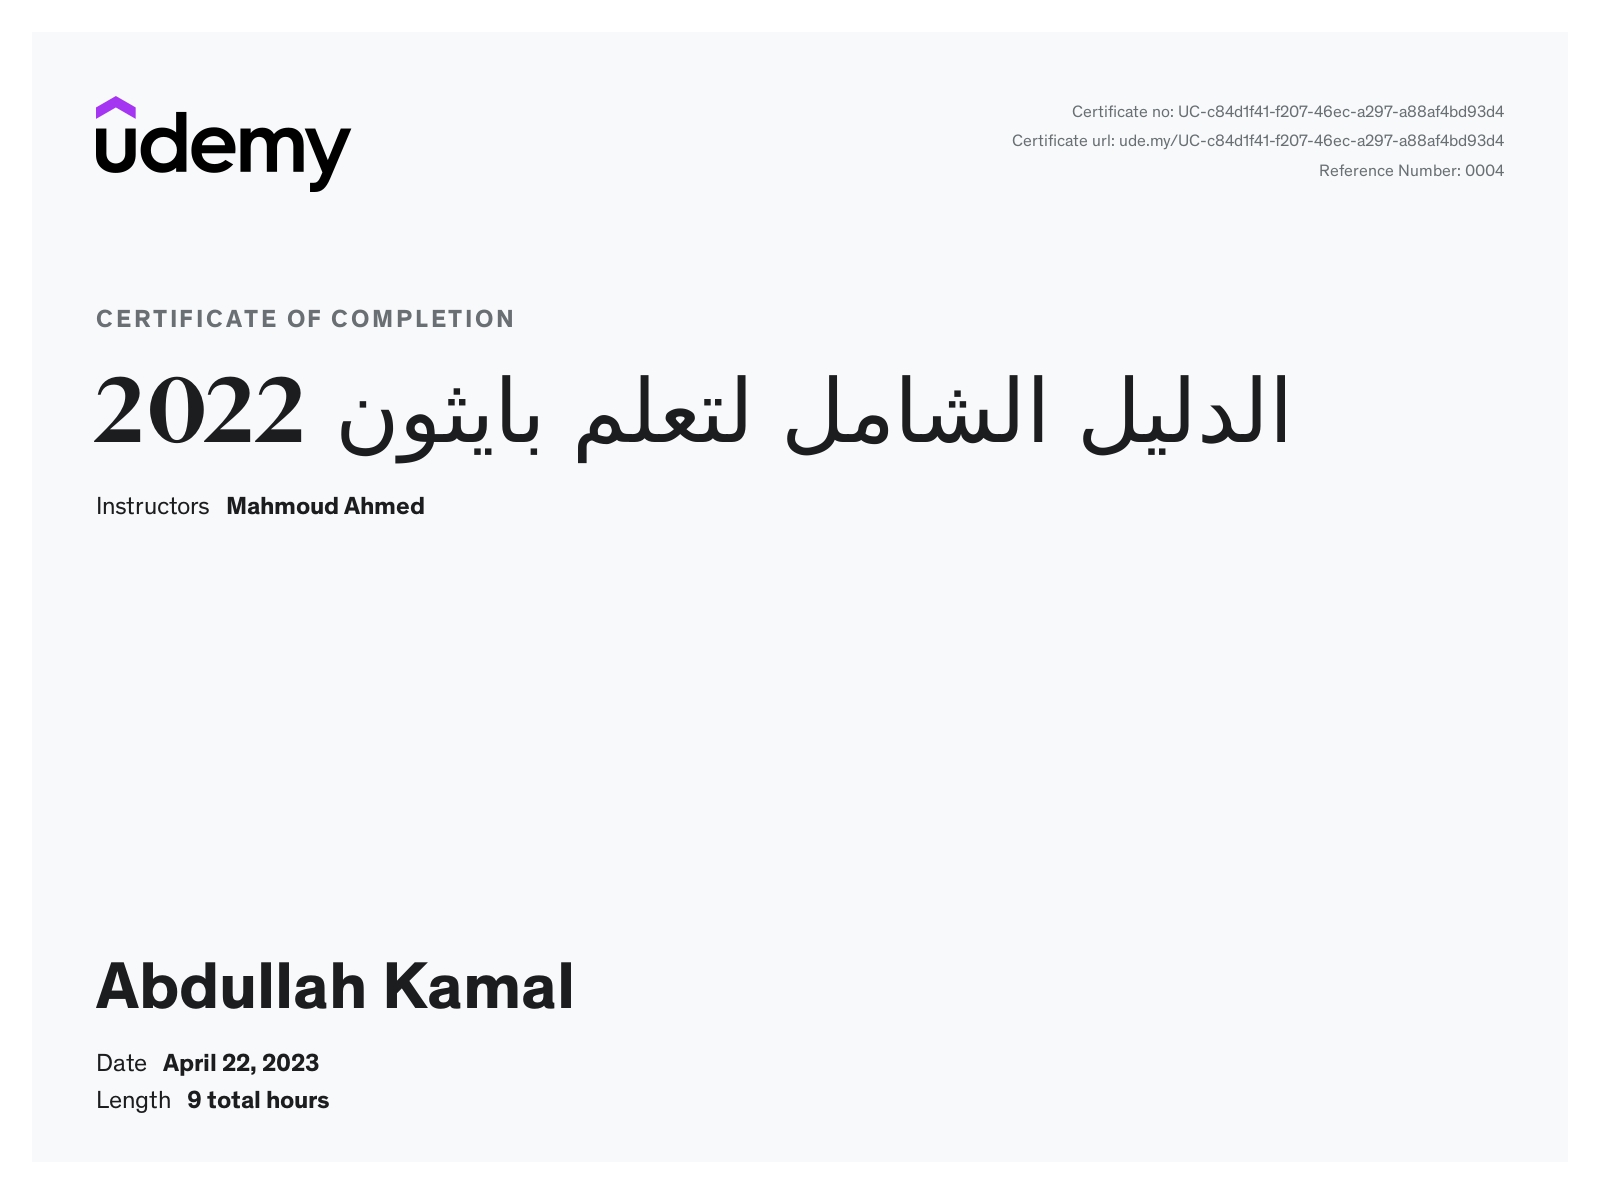 udemy
Certificate no: UC-c84d1f41-f207-46ec-a297-a88af4bd93d4
Certificate url: ude.my/UC-c84d1f41-f207-46ec-a297-a88af4bd93d4
Reference Number: 0004
CERTIFICATE OF COMPLETION
الدليل الشامل لتعلم بايثون 2022
Instructors Mahmoud Ahmed
Abdullah Kamal
Date April 22, 2023
Length 9 total hours